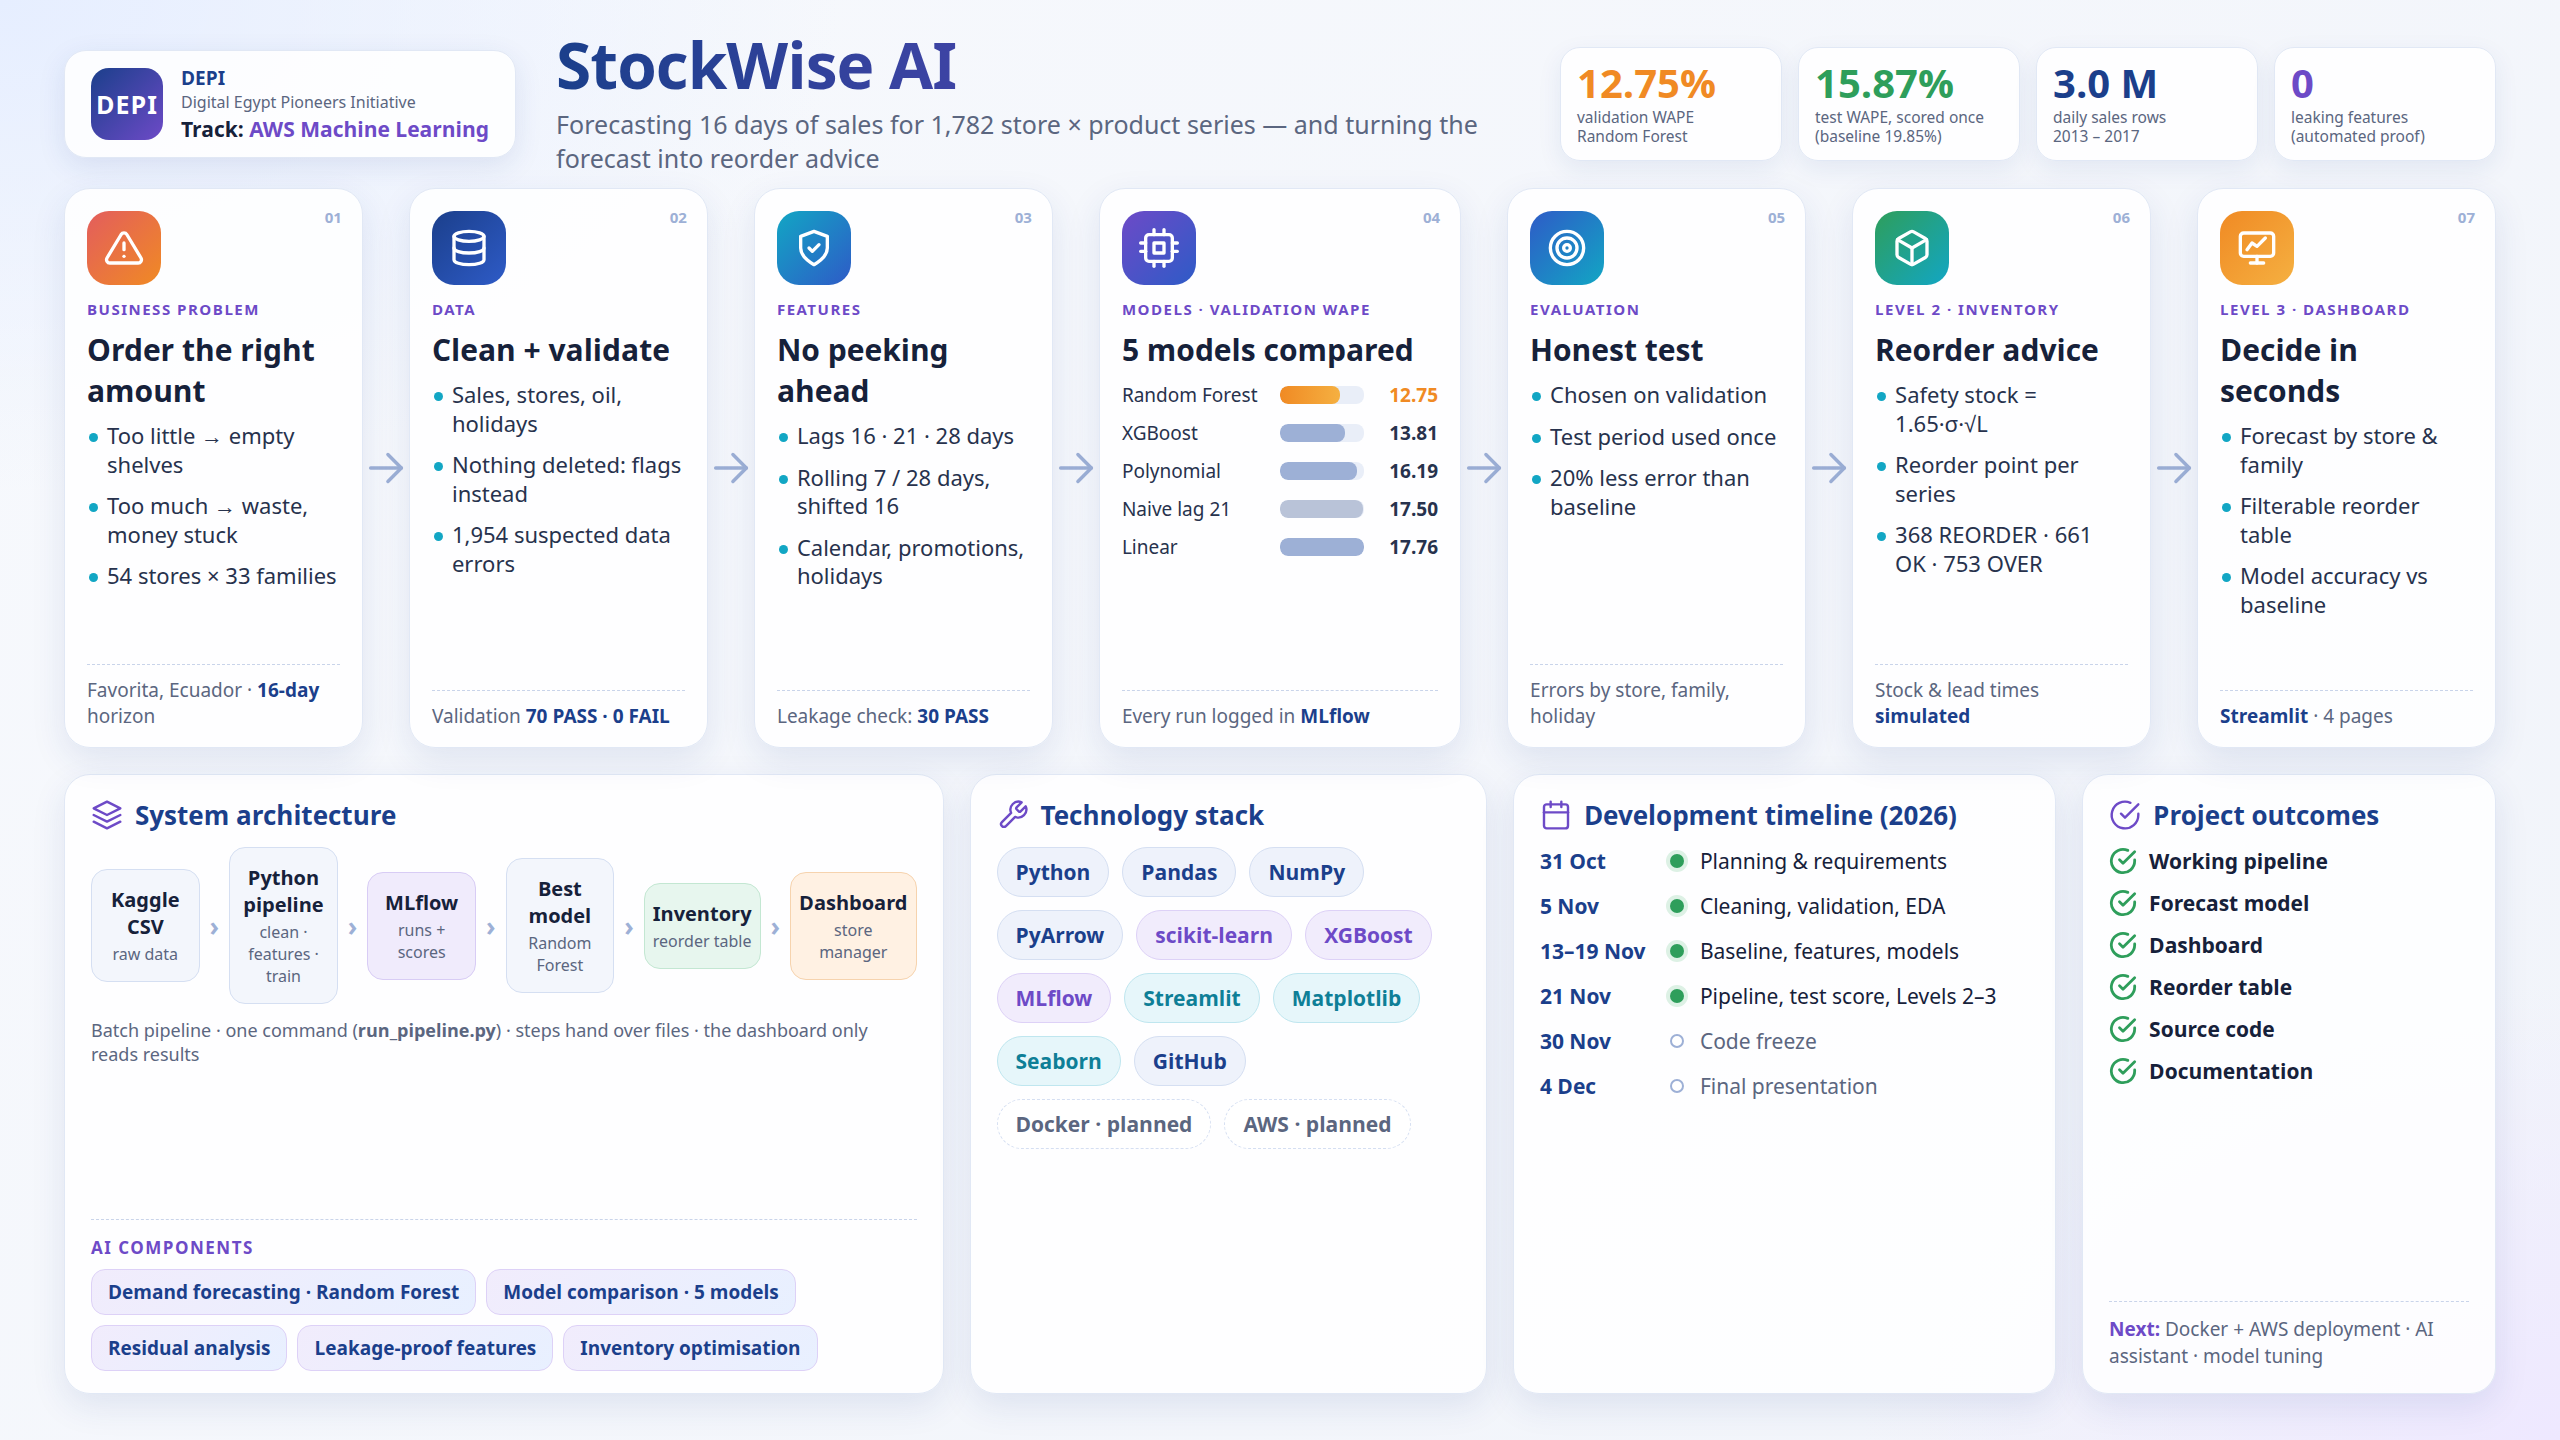 DEPI
DEPI
Digital Egypt Pioneers Initiative
Track: AWS Machine Learning
StockWise AI
Forecasting 16 days of sales for 1,782 store × product series — and turning the
forecast into reorder advice
12.75%
validation WAPE
Random Forest
15.87%
test WAPE, scored once
(baseline 19.85%)
3.0 M
daily sales rows
2013 – 2017
0
leaking features
(automated proof)
01
BUSINESS PROBLEM
Order the right
amount
Too little → empty
shelves
Too much → waste,
money stuck
54 stores × 33 families
Favorita, Ecuador · 16-day
horizon
02
DATA
Clean + validate
Sales, stores, oil,
holidays
Nothing deleted: flags
instead
1,954 suspected data
errors
Validation 70 PASS · 0 FAIL
03
FEATURES
No peeking
ahead
Lags 16 · 21 · 28 days
Rolling 7 / 28 days,
shifted 16
Calendar, promotions,
holidays
Leakage check: 30 PASS
04
MODELS · VALIDATION WAPE
5 models compared
Random Forest 12.75
XGBoost 13.81
Polynomial 16.19
Naive lag 21 17.50
Linear 17.76
Every run logged in MLflow
05
EVALUATION
Honest test
Chosen on validation
Test period used once
20% less error than
baseline
Errors by store, family,
holiday
06
LEVEL 2 · INVENTORY
Reorder advice
Safety stock =
1.65·σ·√L
Reorder point per
series
368 REORDER · 661
OK · 753 OVER
Stock & lead times
simulated
07
LEVEL 3 · DASHBOARD
Decide in
seconds
Forecast by store &
family
Filterable reorder
table
Model accuracy vs
baseline
Streamlit · 4 pages
System architecture
Kaggle
CSV
raw data
›
Python
pipeline
clean ·
features ·
train
›
MLflow
runs +
scores
›
Best
model
Random
Forest
›
Inventory
reorder table
›
Dashboard
store
manager
Batch pipeline · one command (run_pipeline.py) · steps hand over files · the dashboard only
reads results
AI COMPONENTS
Demand forecasting · Random Forest
Model comparison · 5 models
Residual analysis
Leakage-proof features
Inventory optimisation
Technology stack
Python
Pandas
NumPy
PyArrow
scikit-learn
XGBoost
MLflow
Streamlit
Matplotlib
Seaborn
GitHub
Docker · planned
AWS · planned
Development timeline (2026)
31 Oct Planning & requirements
5 Nov Cleaning, validation, EDA
13–19 Nov Baseline, features, models
21 Nov Pipeline, test score, Levels 2–3
30 Nov Code freeze
4 Dec Final presentation
Project outcomes
Working pipeline
Forecast model
Dashboard
Reorder table
Source code
Documentation
Next: Docker + AWS deployment · AI
assistant · model tuning